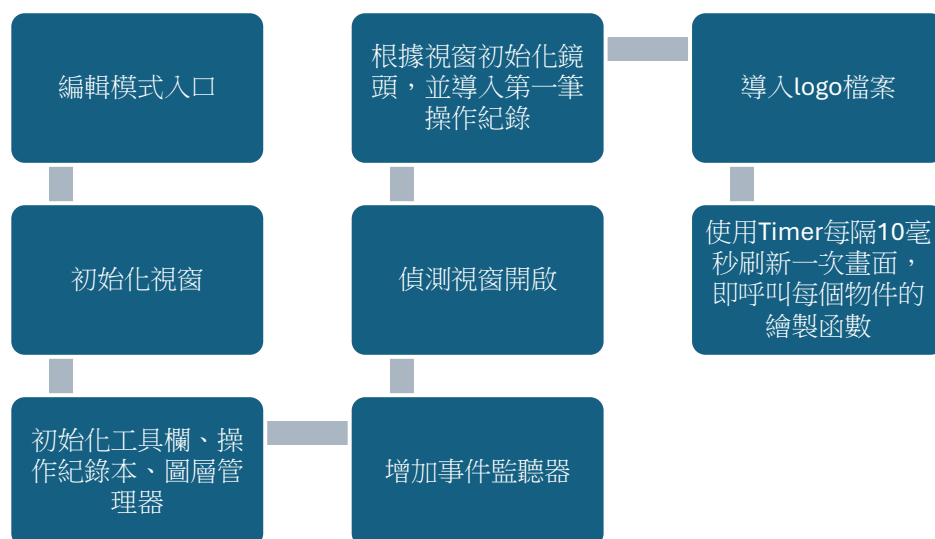 編輯模式入口
初始化視窗
初始化工具欄、操
作紀錄本、圖層管
理器
增加事件監聽器
偵測視窗開啟
根據視窗初始化鏡
頭，並導入第一筆
操作紀錄
導入logo檔案
使用Timer每隔10毫
秒刷新一次畫面，
即呼叫每個物件的
繪製函數